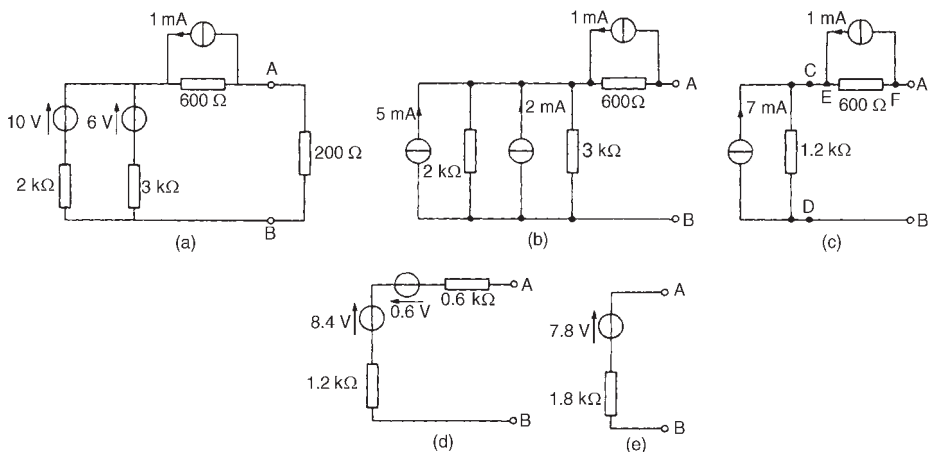 1 mA
A
600 Ω
10 V
6 V
200 Ω
2 kΩ
3 kΩ
B
(a)
1 mA
A
600Ω
5 mA
2 mA
2 kΩ
3 kΩ
B
(b)
1 mA
C
E
600 Ω
F
A
7 mA
1.2 kΩ
D
B
(c)
A
0.6 V
0.6 kΩ
8.4 V
1.2 kΩ
B
(d)
A
7.8 V
1.8 kΩ
B
(e)